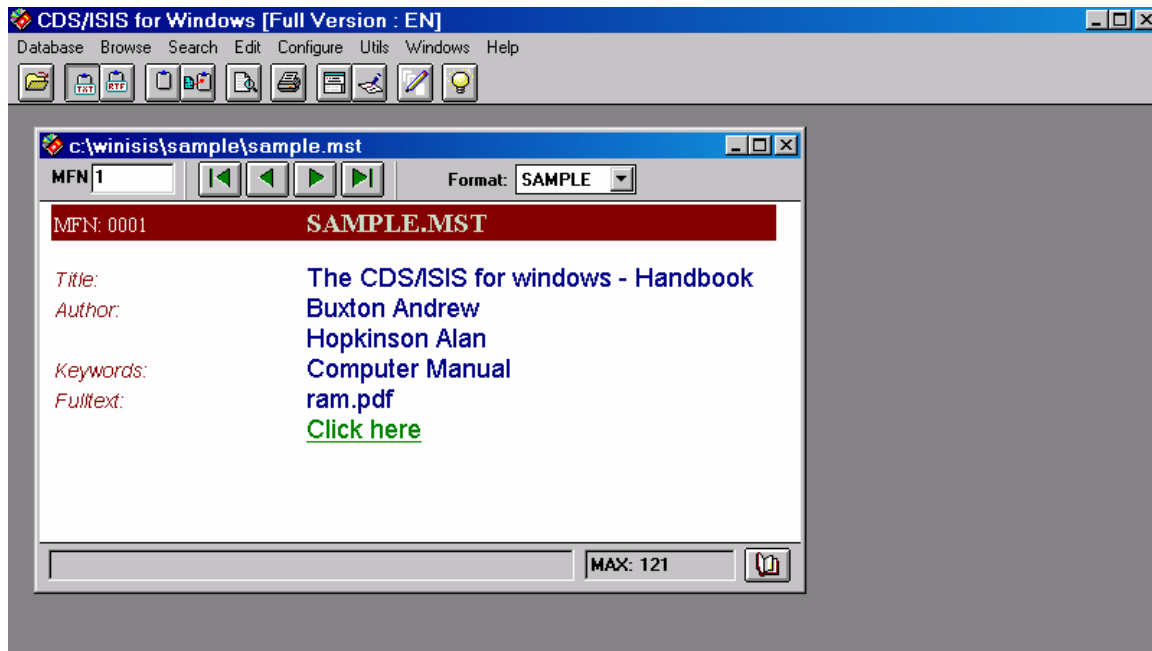 CDS/ISIS for Windows [Full Version : EN]
Database Browse Search Edit Configure Utils Windows Help
TXT RTF
c:\winisis\sample\sample.mst
MFN 1 Format: SAMPLE
MFN: 0001 SAMPLE.MST
Title: The CDS/ISIS for windows - Handbook
Author: Buxton Andrew
Hopkinson Alan
Keywords: Computer Manual
Fulltext: ram.pdf
Click here
MAX: 121